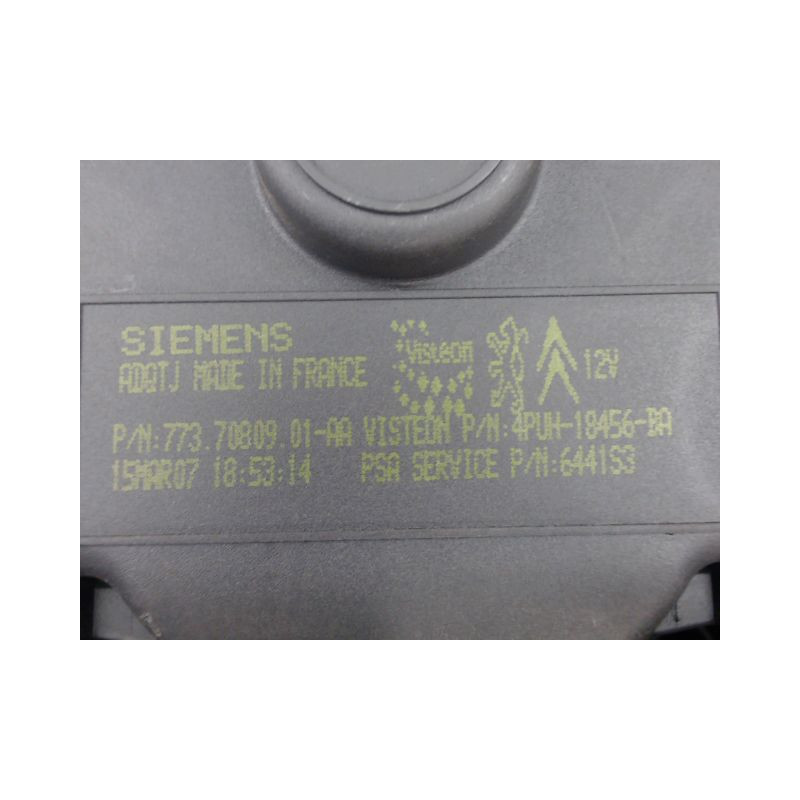 SIEMENS
Visteon
12V
ADQTJ MADE IN FRANCE
P/N:773.70809.01-AA VISTEON P/N:4PUH-18456-BA
15MAR07 18:53:14 PSA SERVICE P/N:6441S3